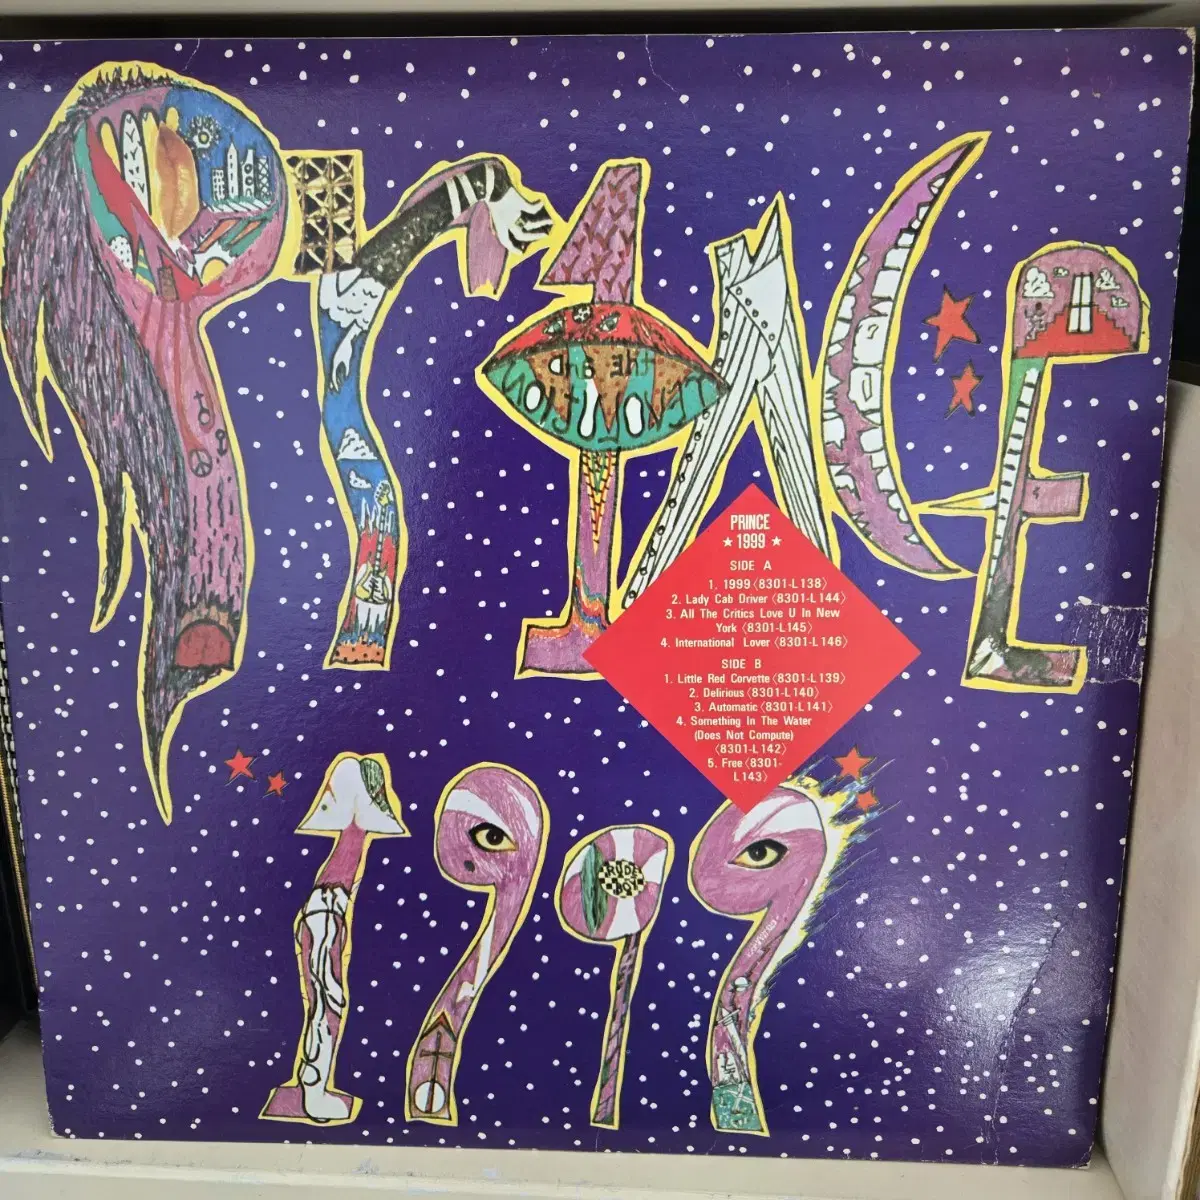 PRINCE
and the
REVOLUTION
PRINCE
★ 1999 ★
SIDE A
1. 1999〈8301-L138〉
2. Lady Cab Driver〈8301-L144〉
3. All The Critics Love U In New
York〈8301-L145〉
4. International Lover〈8301-L146〉
SIDE B
1. Little Red Corvette〈8301-L139〉
2. Delirious〈8301-L140〉
3. Automatic〈8301-L141〉
4. Something In The Water
(Does Not Compute)
〈8301-L142〉
5. Free〈8301-
L143〉
1999
RUDE
BOY